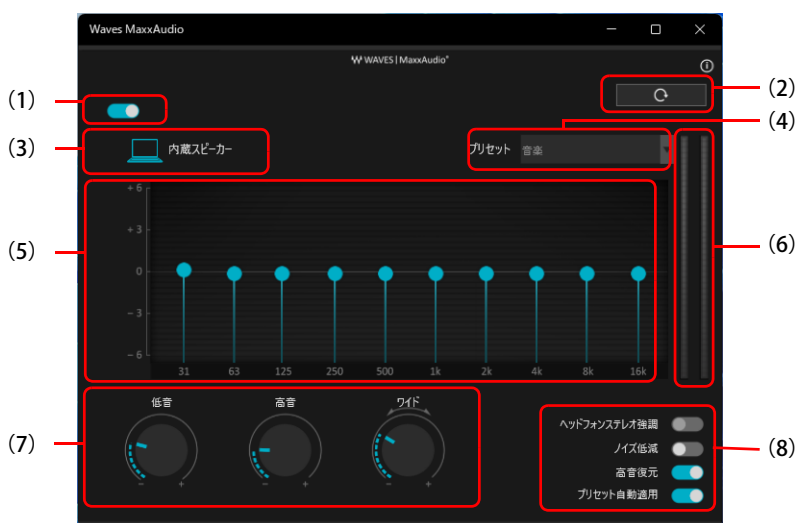 Waves MaxxAudio
WAVES | MaxxAudio®
(1)
(2)
(3)
内蔵スピーカー
(4)
プリセット 音楽
(5)
+6
+3
0
-3
-6
31 63 125 250 500 1k 2k 4k 8k 16k
(6)
(7)
低音 高音 ワイド
- + - + - +
(8)
ヘッドフォンステレオ強調
ノイズ低減
高音復元
プリセット自動適用